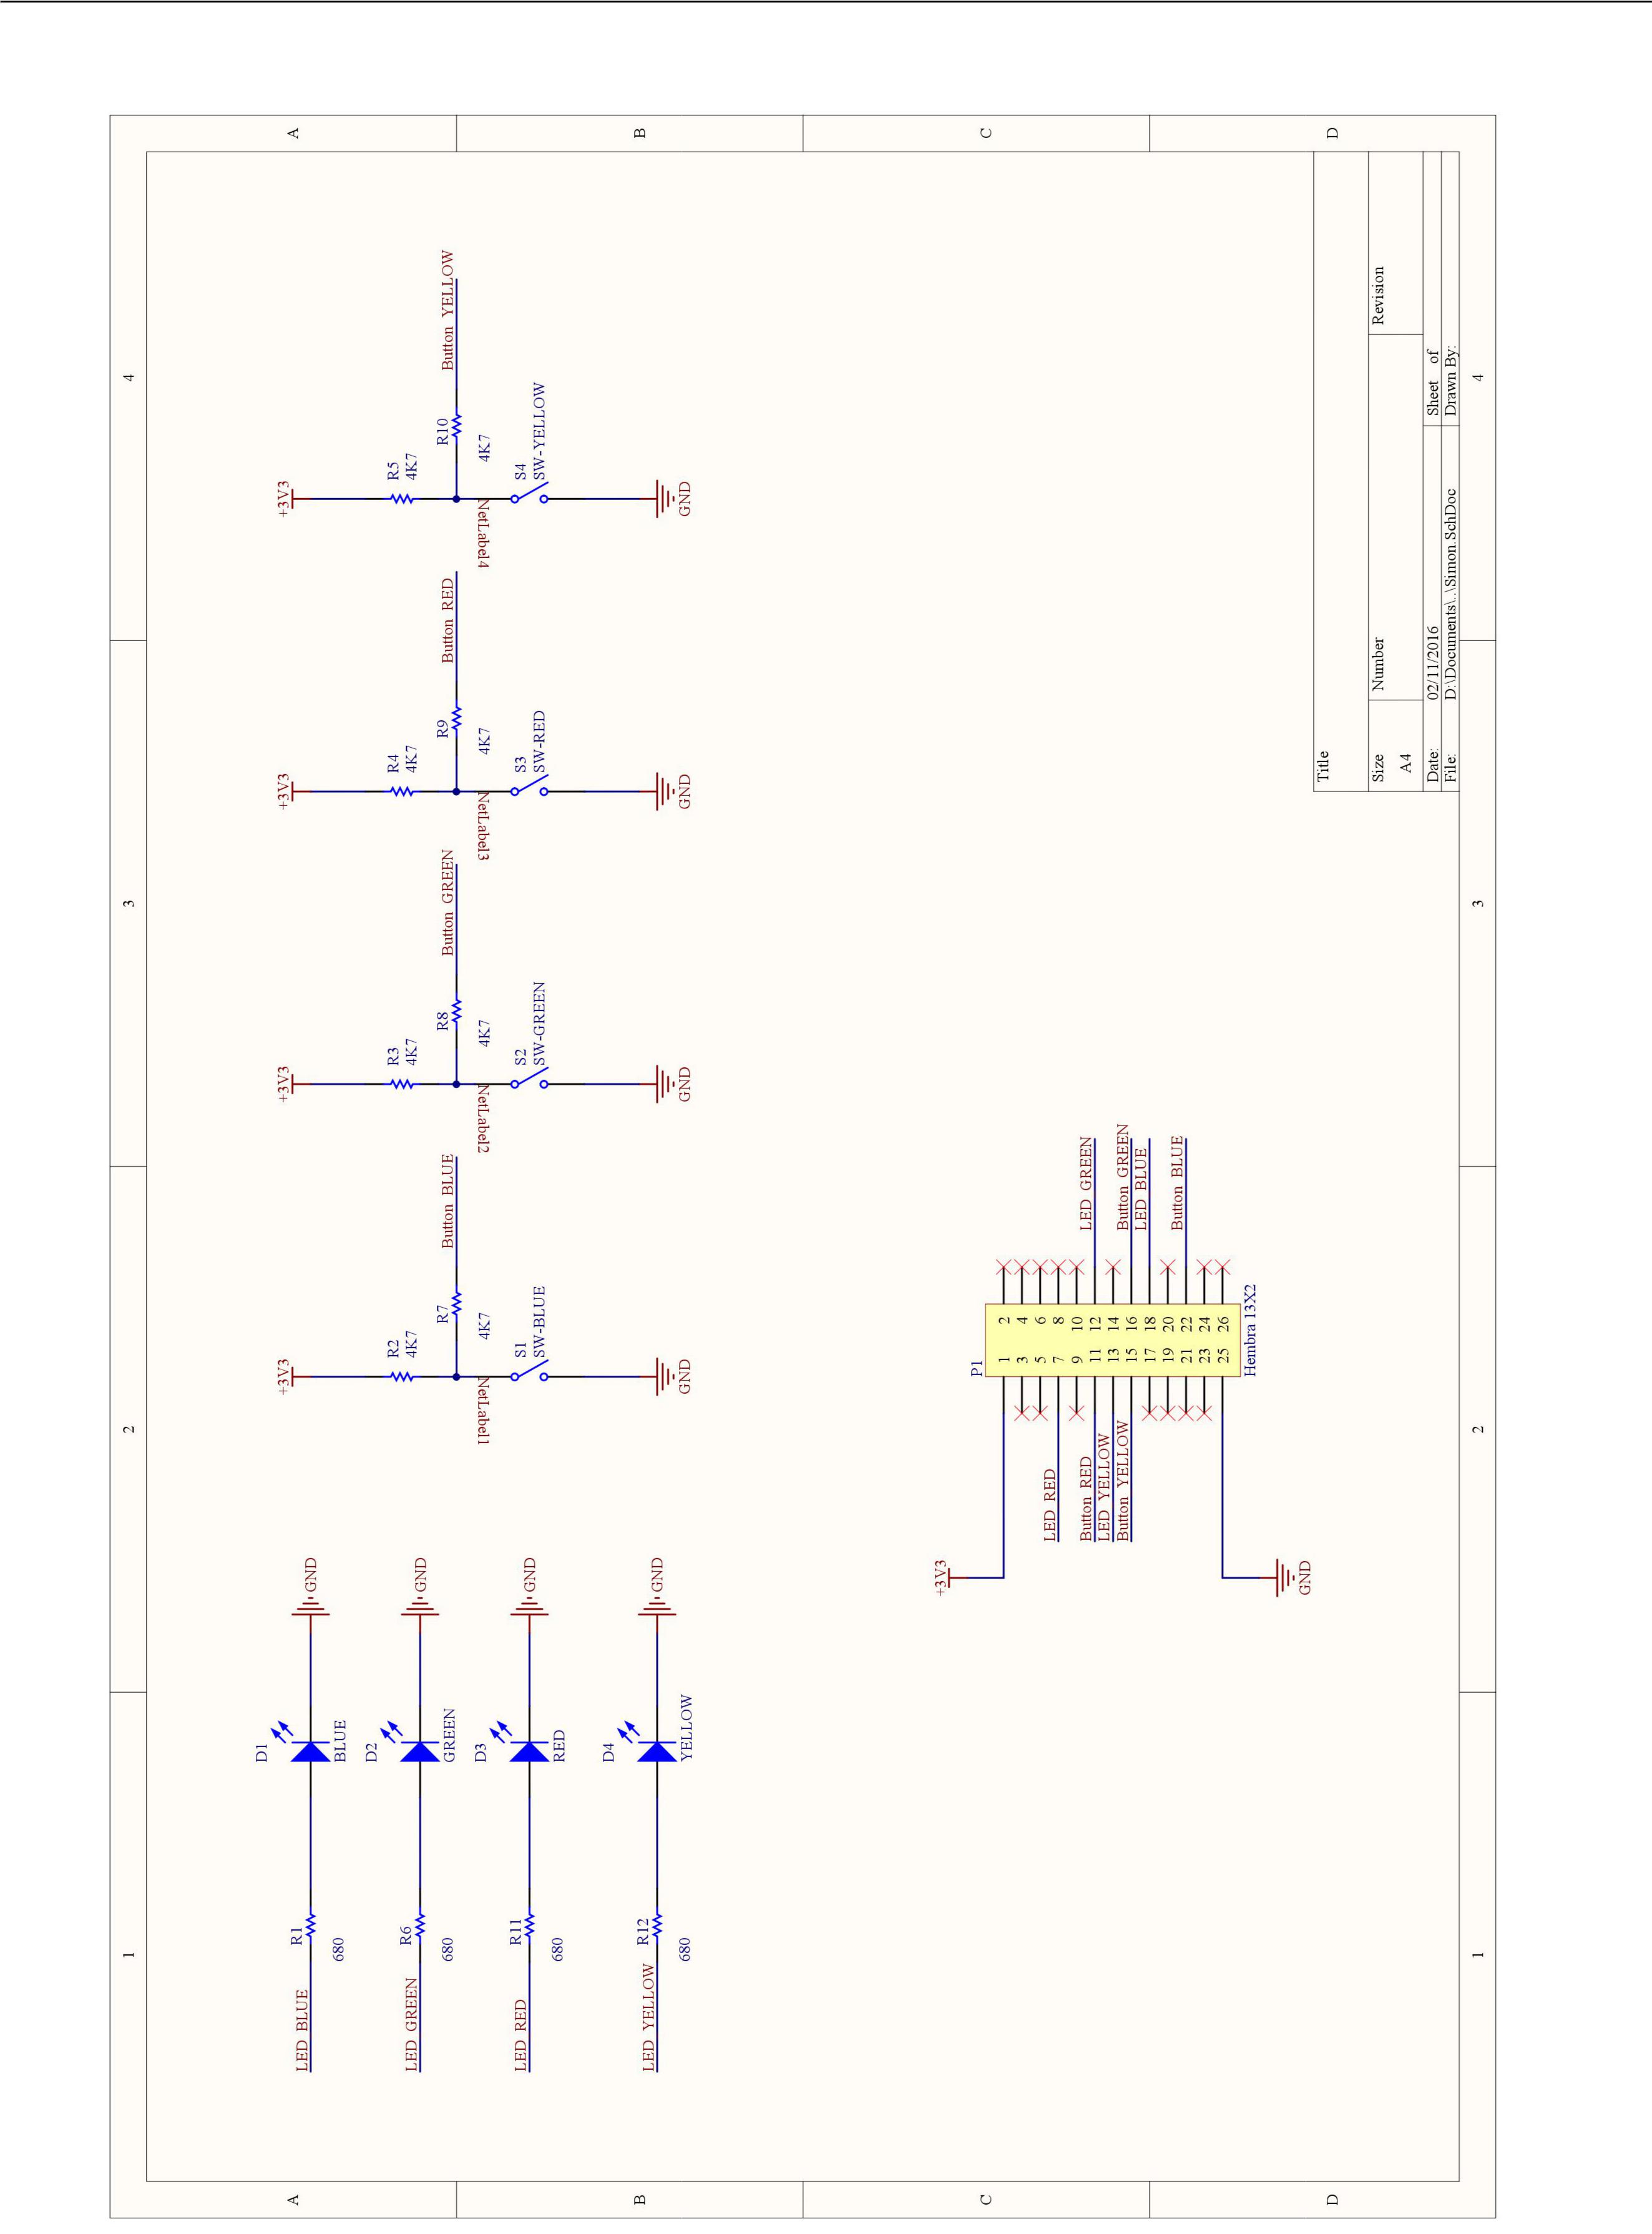 1
2
3
4
A
B
C
D
LED BLUE
R1
680
D1
BLUE
GND
LED GREEN
R6
680
D2
GREEN
GND
LED RED
R11
680
D3
RED
GND
LED YELLOW
R12
680
D4
YELLOW
GND
+3V3
R2
4K7
R7
4K7
Button BLUE
NetLabel1
S1
SW-BLUE
GND
+3V3
R3
4K7
R8
4K7
Button GREEN
NetLabel2
S2
SW-GREEN
GND
+3V3
R4
4K7
R9
4K7
Button RED
NetLabel3
S3
SW-RED
GND
+3V3
R5
4K7
R10
4K7
Button YELLOW
NetLabel4
S4
SW-YELLOW
GND
+3V3
P1
1 2
3 4
5 6
LED RED 7 8
9 10
Button RED 11 12 LED GREEN
LED YELLOW 13 14
Button YELLOW 15 16 Button GREEN
17 18 LED BLUE
19 20
21 22 Button BLUE
23 24
25 26
Hembra 13X2
GND
Title
Size Number Revision
A4
Date: 02/11/2016 Sheet of
File: D:\Documents\..\Simon.SchDoc Drawn By:
A
B
C
D
1
2
3
4